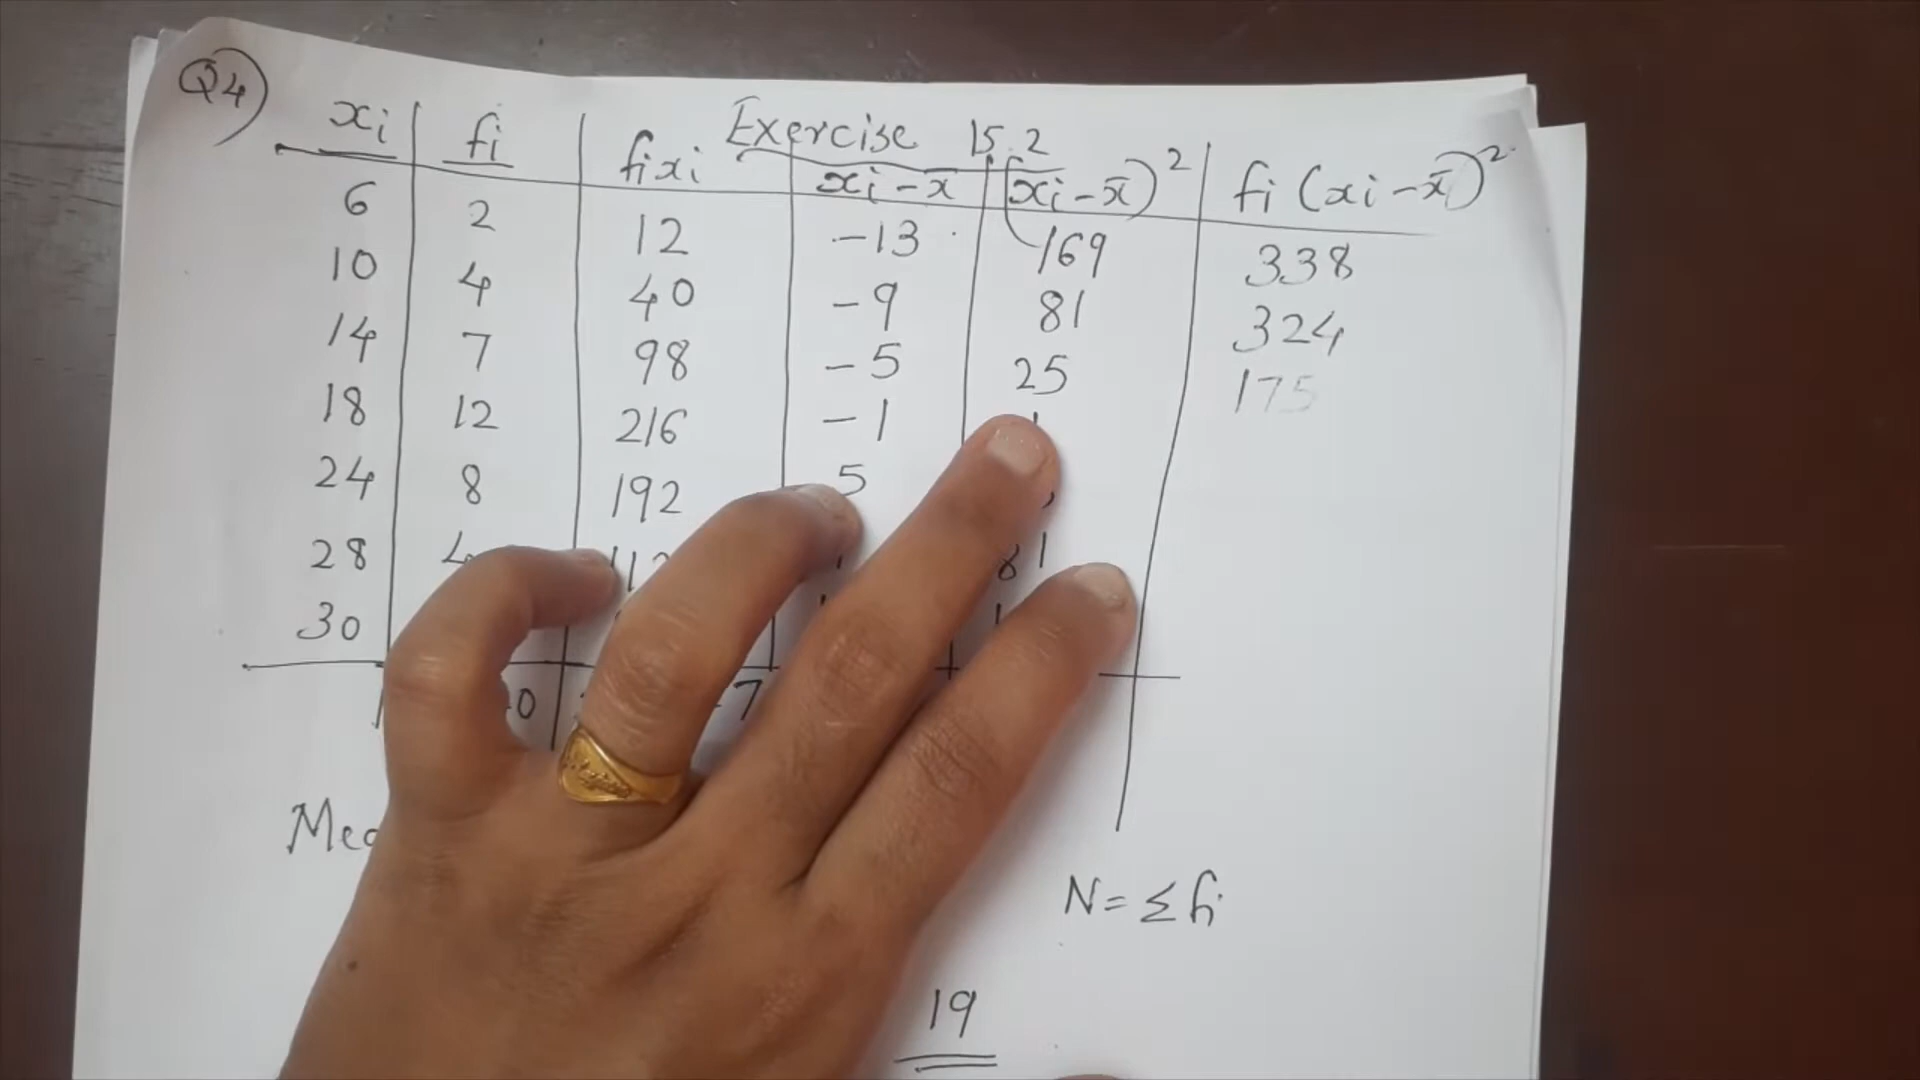 Q4)
Exercise 15.2
xi fi fixi xi-x̄ (xi-x̄)² fi(xi-x̄)²
6 2 12 -13 169 338
10 4 40 -9 81 324
14 7 98 -5 25 175
18 12 216 -1
24 8 192 5
28 81
30
N=Σfi
19